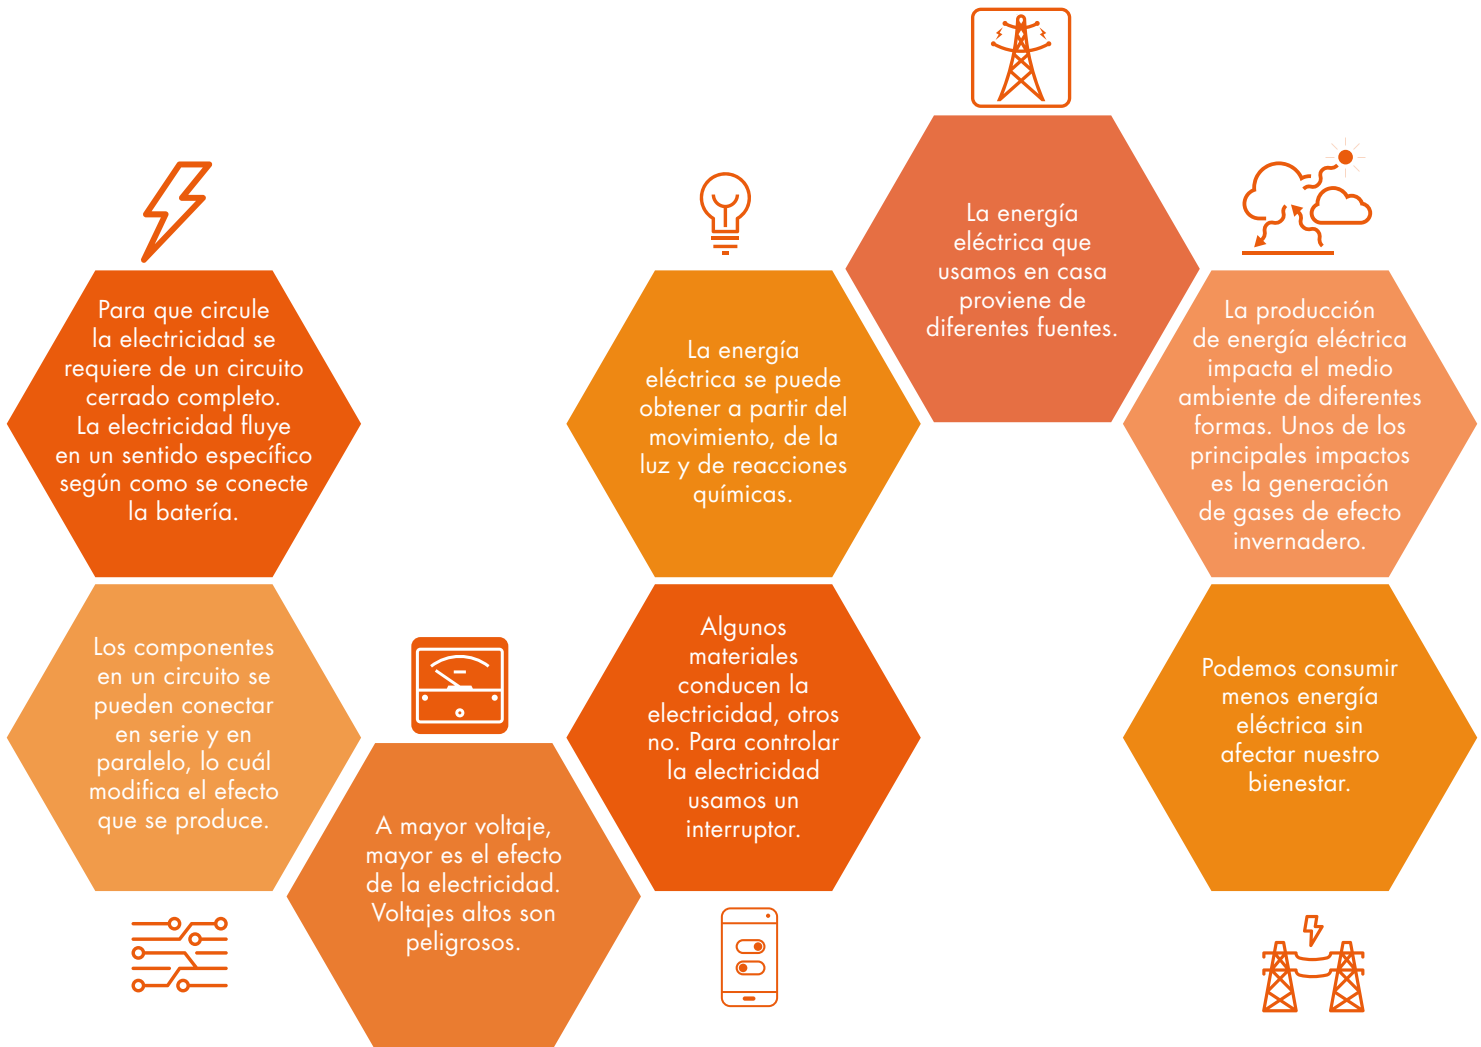 Para que circule
la electricidad se
requiere de un circuito
cerrado completo.
La electricidad fluye
en un sentido específico
según como se conecte
la batería.
Los componentes
en un circuito se
pueden conectar
en serie y en
paralelo, lo cuál
modifica el efecto
que se produce.
A mayor voltaje,
mayor es el efecto
de la electricidad.
Voltajes altos son
peligrosos.
Algunos
materiales
conducen la
electricidad, otros
no. Para controlar
la electricidad
usamos un
interruptor.
La energía
eléctrica se puede
obtener a partir del
movimiento, de la
luz y de reacciones
químicas.
La energía
eléctrica que
usamos en casa
proviene de
diferentes fuentes.
La producción
de energía eléctrica
impacta el medio
ambiente de diferentes
formas. Unos de los
principales impactos
es la generación
de gases de efecto
invernadero.
Podemos consumir
menos energía
eléctrica sin
afectar nuestro
bienestar.